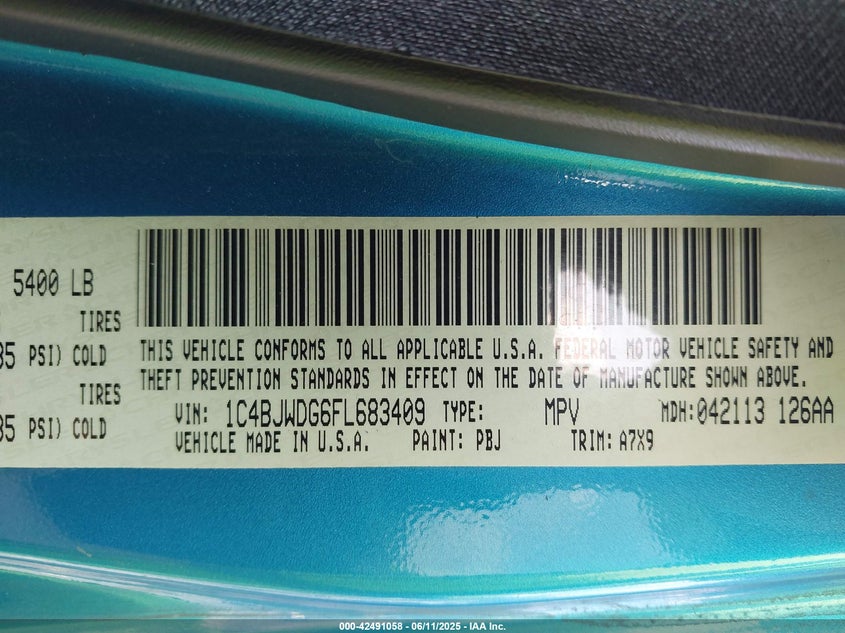 5400 LB
TIRES
35 PSI) COLD
TIRES
35 PSI) COLD
THIS VEHICLE CONFORMS TO ALL APPLICABLE U.S.A. FEDERAL MOTOR VEHICLE SAFETY AND
THEFT PREVENTION STANDARDS IN EFFECT ON THE DATE OF MANUFACTURE SHOWN ABOVE.
VIN: 1C4BJWDG6FL683409 TYPE: MPV MDH: 042113 126AA
VEHICLE MADE IN U.S.A. PAINT: PBJ TRIM: A7X9
000-42491058 - 06/11/2025 - IAA Inc.